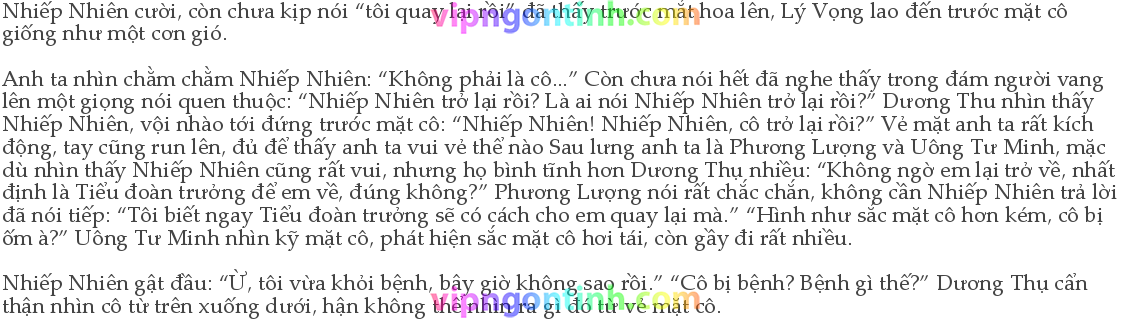 Nhiếp Nhiên cười, còn chưa kịp nói “tôi quay lại rồi”, đã thấy trước mắt hoa lên, Lý Vọng lao đến trước mặt cô
vipngontinh.com
giống như một cơn gió.
Anh ta nhìn chằm chằm Nhiếp Nhiên: “Không phải là cô...” Còn chưa nói hết đã nghe thấy trong đám người vang
lên một giọng nói quen thuộc: “Nhiếp Nhiên trở lại rồi? Là ai nói Nhiếp Nhiên trở lại rồi?” Dương Thu nhìn thấy
Nhiếp Nhiên, vội nhào tới đứng trước mặt cô: “Nhiếp Nhiên! Nhiếp Nhiên, cô trở lại rồi?” Vẻ mặt anh ta rất kích
động, tay cũng run lên, đủ để thấy anh ta vui vẻ thế nào Sau lưng anh ta là Phương Lượng và Uông Tư Minh, mặc
dù nhìn thấy Nhiếp Nhiên cũng rất vui, nhưng họ bình tĩnh hơn Dương Thụ nhiều: “Không ngờ em lại trở về, nhất
định là Tiểu đoàn trưởng để em về, đúng không?” Phương Lượng nói rất chắc chắn, không cần Nhiếp Nhiên trả lời
đã nói tiếp: “Tôi biết ngay Tiểu đoàn trưởng sẽ có cách cho em quay lại mà.” “Hình như sắc mặt cô hơn kém, cô bị
ốm à?” Uông Tư Minh nhìn kỹ mặt cô, phát hiện sắc mặt cô hơi tái, còn gầy đi rất nhiều.
Nhiếp Nhiên gật đầu: “Ừ, tôi vừa khỏi bệnh, bây giờ không sao rồi.” “Cô bị bệnh? Bệnh gì thế?” Dương Thụ cẩn
thận nhìn cô từ trên xuống dưới, hận không thể nhìn ra gì đó từ vẻ mặt cô.
vipngontinh.com